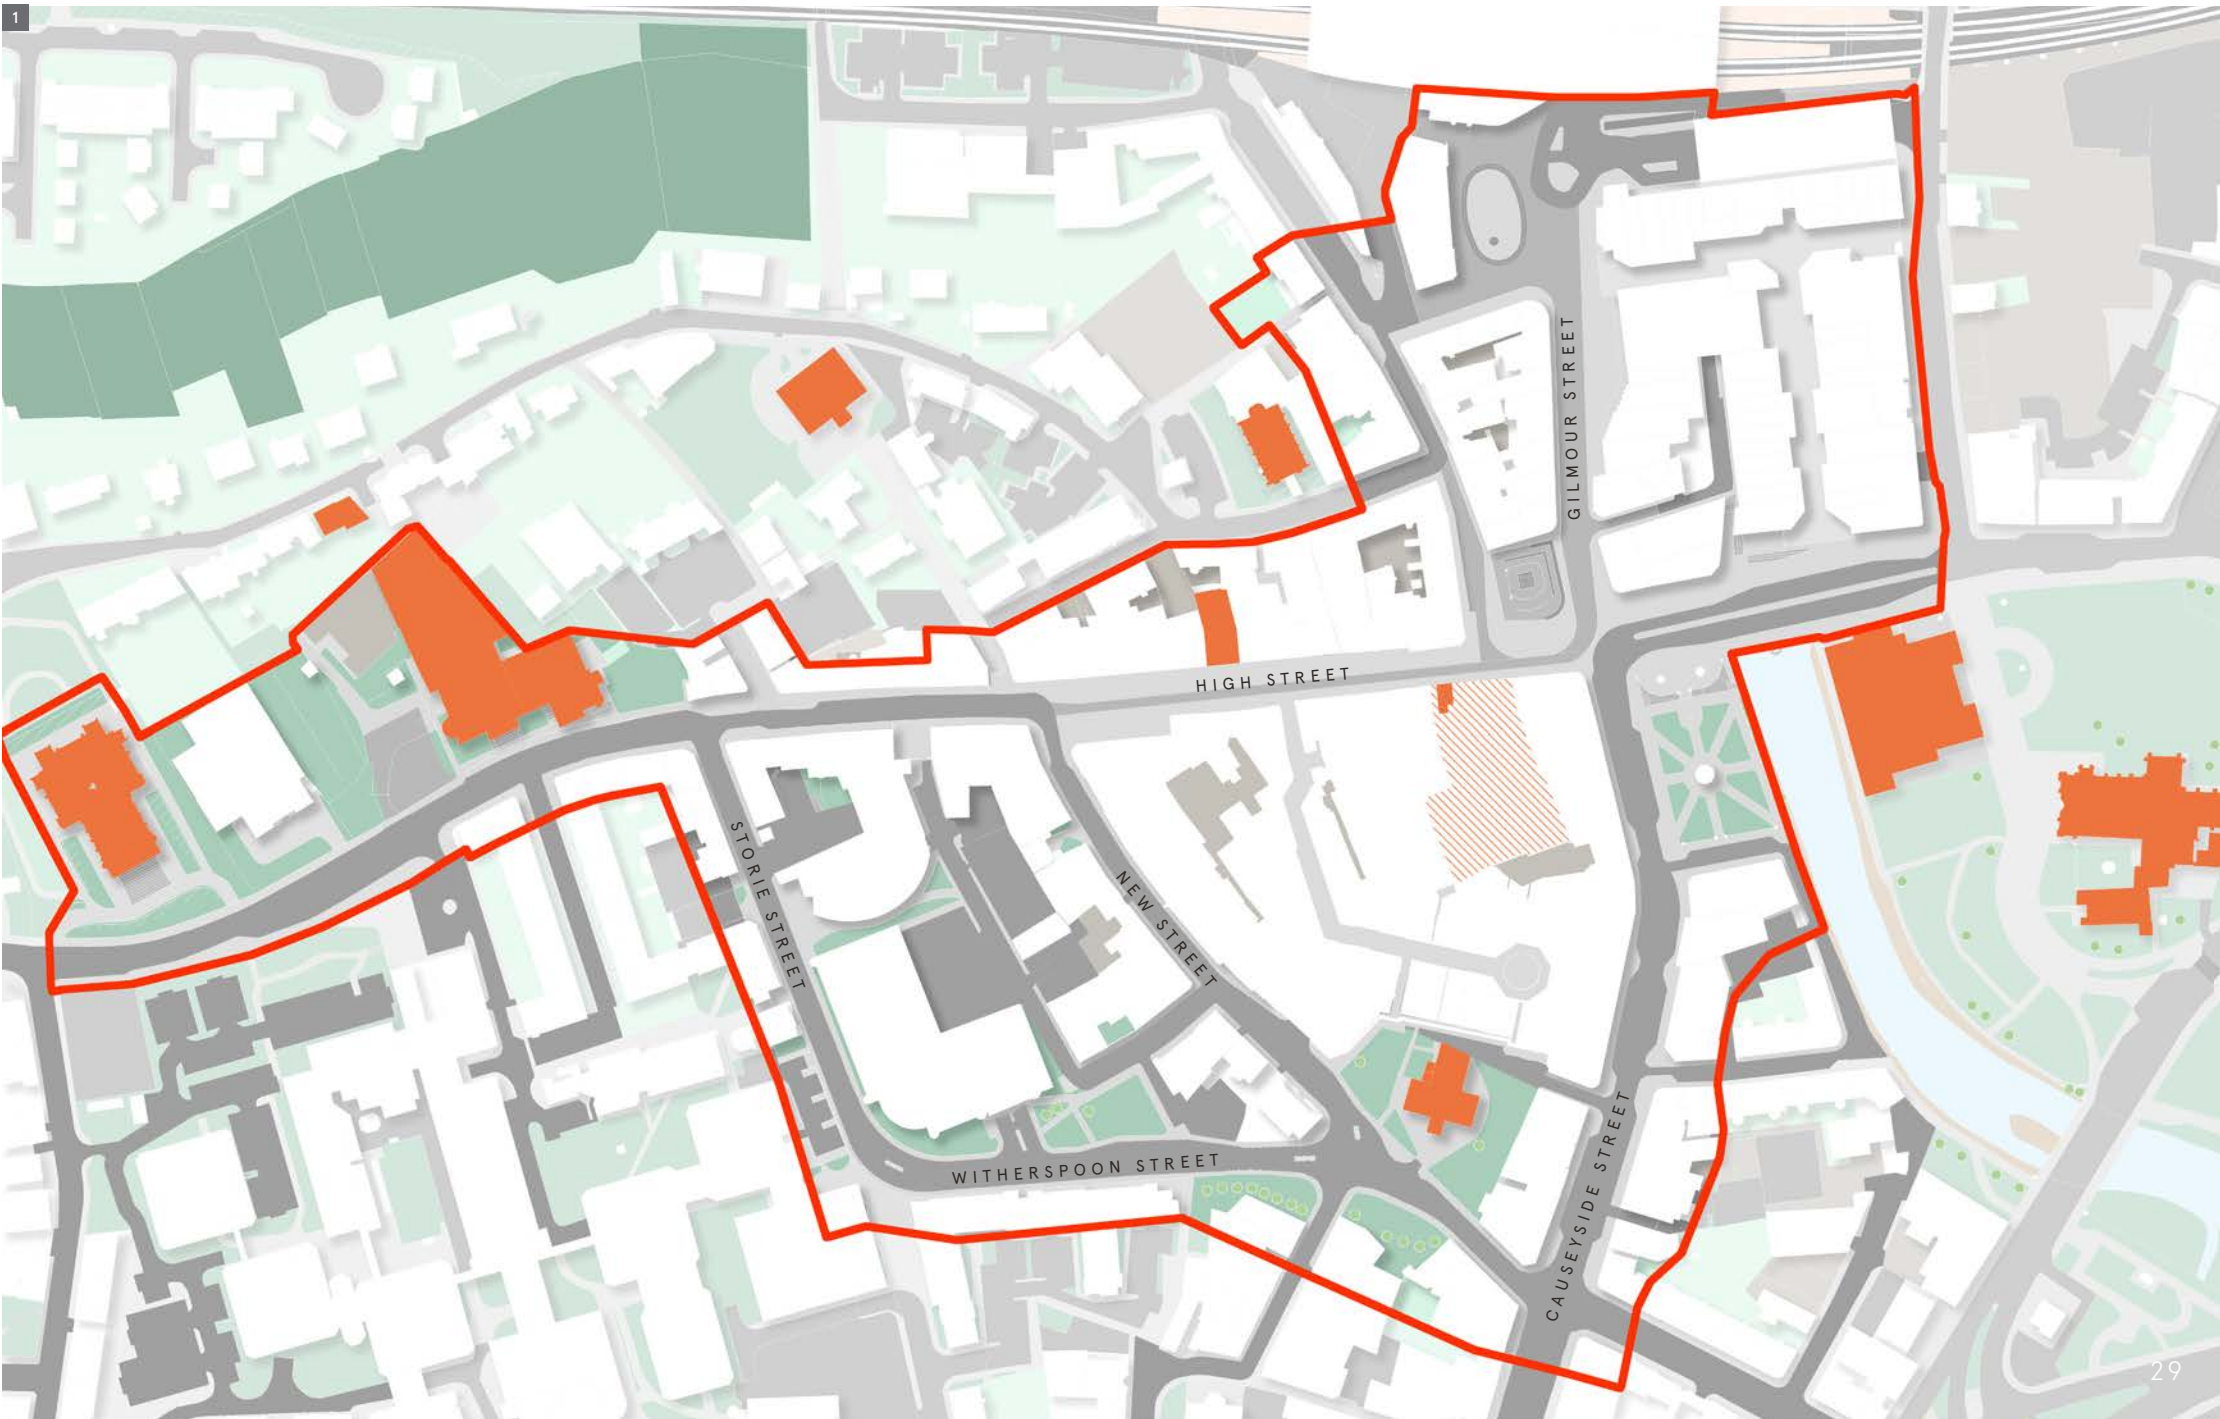 1
GILMOUR STREET
HIGH STREET
STORIE STREET
NEW STREET
WITHERSPOON STREET
CAUSEYSIDE STREET
29